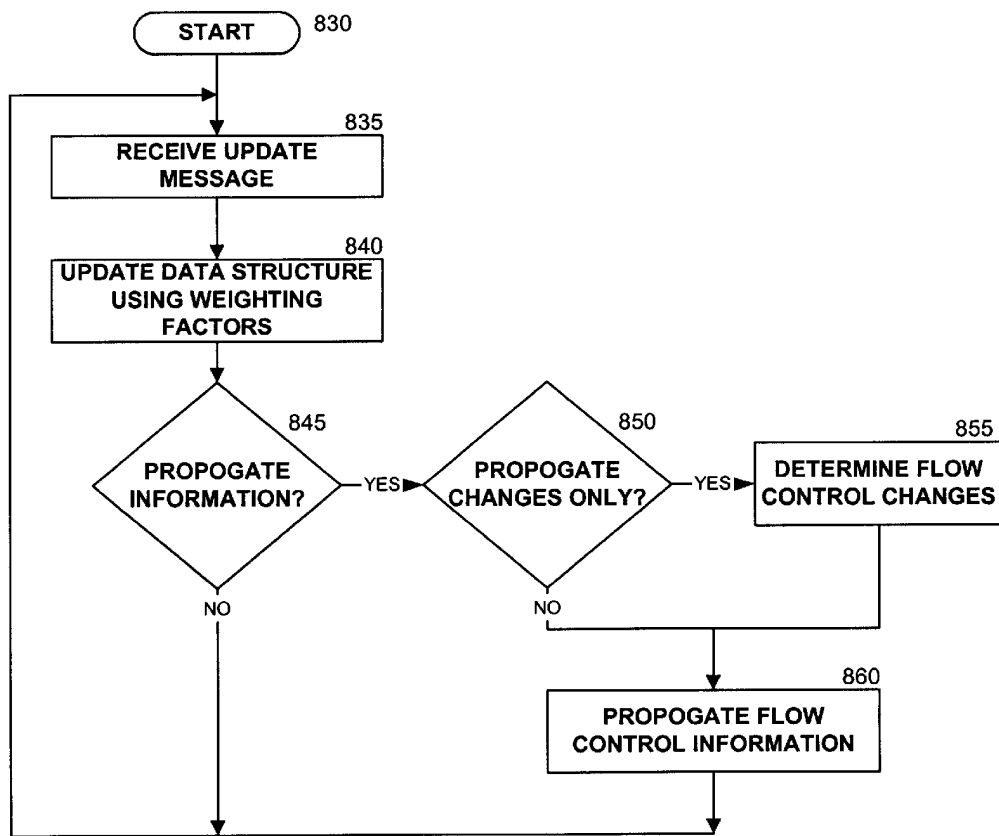 START
830
835
RECEIVE UPDATE
MESSAGE
840
UPDATE DATA STRUCTURE
USING WEIGHTING
FACTORS
845
PROPOGATE
INFORMATION?
YES
850
PROPOGATE
CHANGES ONLY?
YES
855
DETERMINE FLOW
CONTROL CHANGES
NO
NO
860
PROPOGATE FLOW
CONTROL INFORMATION